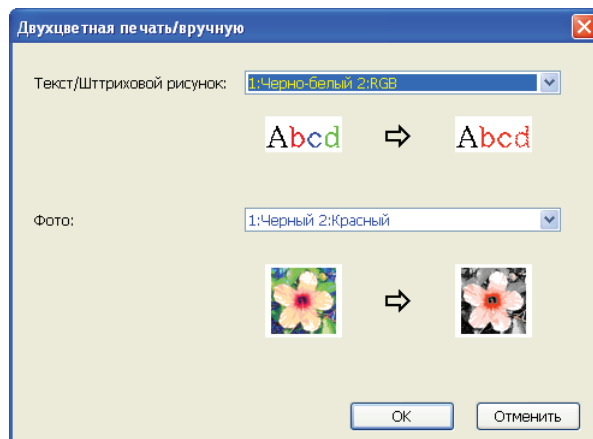 Двухцветная печать/вручную
Текст/Шттриховой рисунок:
1:Черно-белый 2:RGB
Abcd ⇨ Abcd
Фото:
1:Черный 2:Красный
OK
Отменить